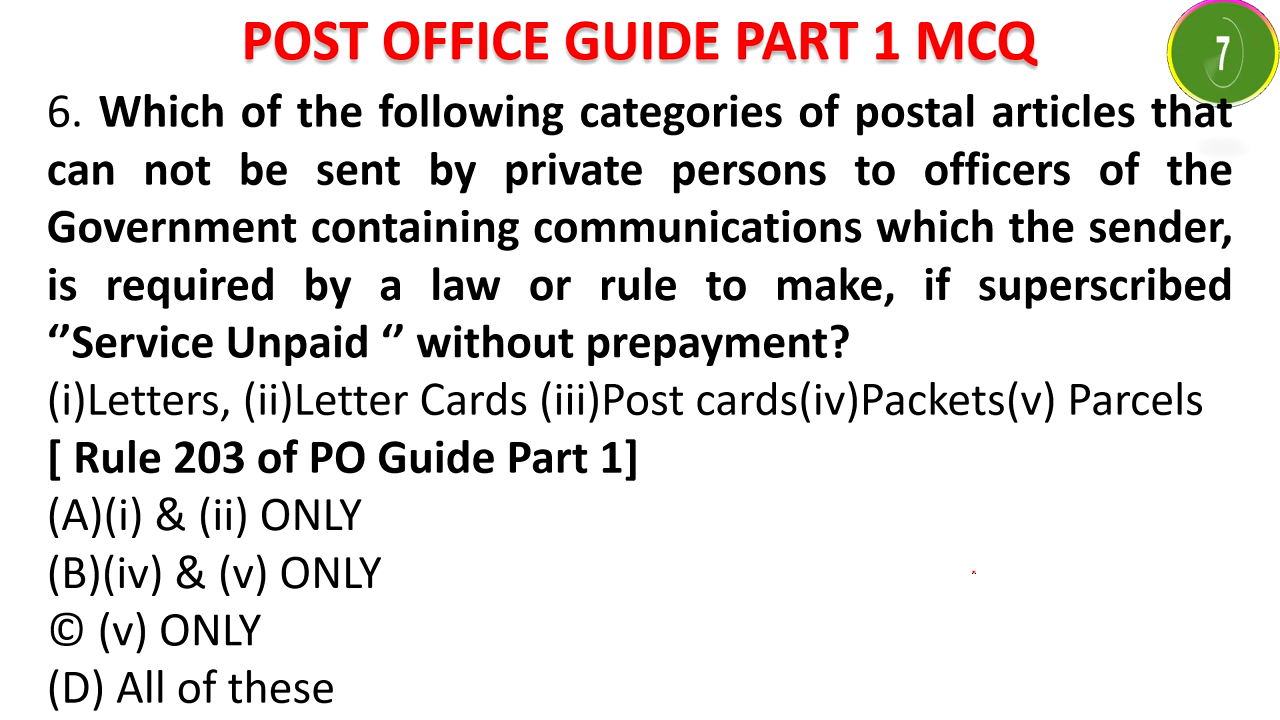 POST OFFICE GUIDE PART 1 MCQ
7
6. Which of the following categories of postal articles that
can not be sent by private persons to officers of the
Government containing communications which the sender,
is required by a law or rule to make, if superscribed
‘’Service Unpaid ‘’ without prepayment?
(i)Letters, (ii)Letter Cards (iii)Post cards(iv)Packets(v) Parcels
[ Rule 203 of PO Guide Part 1]
(A)(i) & (ii) ONLY
(B)(iv) & (v) ONLY
© (v) ONLY
(D) All of these